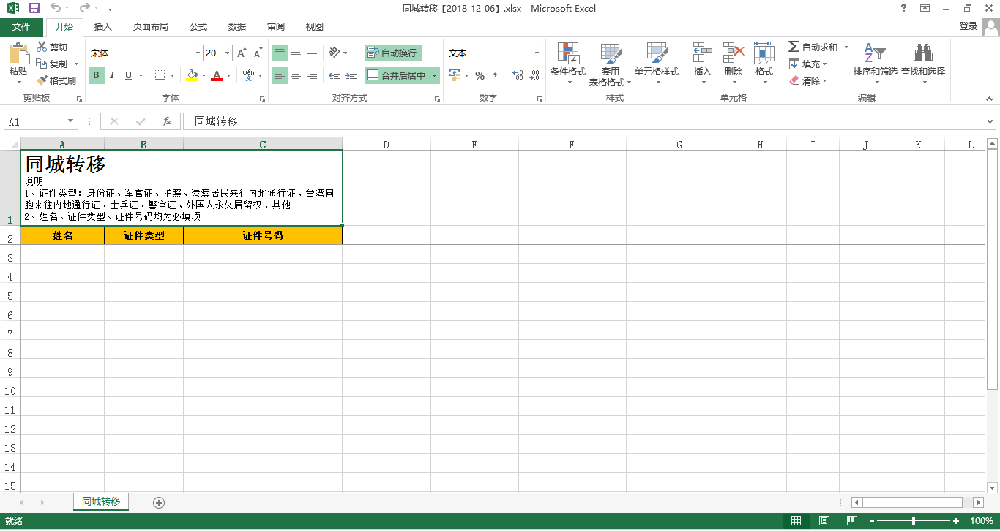 同城转移【2018-12-06】.xlsx - Microsoft Excel
文件 开始 插入 页面布局 公式 数据 审阅 视图 登录
粘贴 剪切 复制 格式刷 剪贴板
宋体 20 B I U wén 字体
自动换行 合并后居中 对齐方式
文本 % , 数字
条件格式 套用 表格格式 单元格样式 样式
插入 删除 格式 单元格
自动求和 填充 清除 排序和筛选 查找和选择 编辑
A1 fx 同城转移
A B C D E F G H I J K L
1
同城转移
说明
1、证件类型：身份证、军官证、护照、港澳居民来往内地通行证、台湾同
胞来往内地通行证、士兵证、警官证、外国人永久居留权、其他
2、姓名、证件类型、证件号码均为必填项
2 姓名 证件类型 证件号码
3
4
5
6
7
8
9
10
11
12
13
14
15
同城转移
就绪 100%